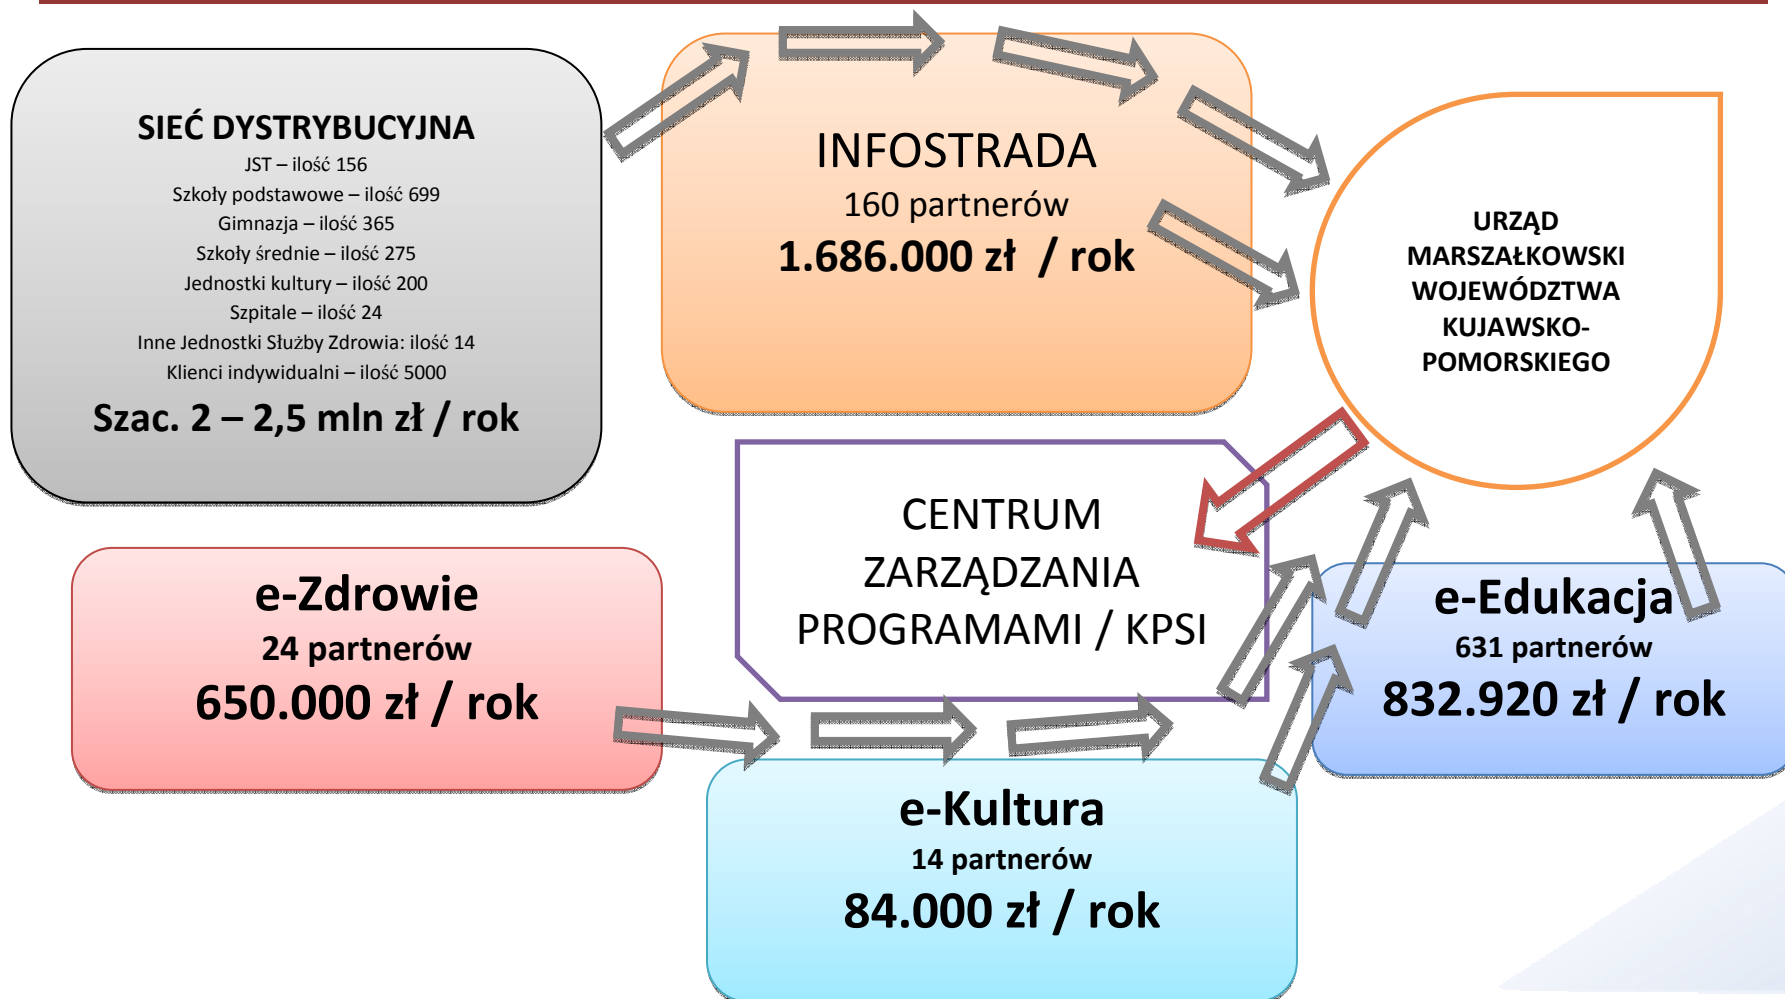 SIEĆ DYSTRYBUCYJNA
JST – ilość 156
Szkoły podstawowe – ilość 699
Gimnazja – ilość 365
Szkoły średnie – ilość 275
Jednostki kultury – ilość 200
Szpitale – ilość 24
Inne Jednostki Służby Zdrowia: ilość 14
Klienci indywidualni – ilość 5000
Szac. 2 – 2,5 mln zł / rok
INFOSTRADA
160 partnerów
1.686.000 zł / rok
URZĄD
MARSZAŁKOWSKI
WOJEWÓDZTWA
KUJAWSKO-
POMORSKIEGO
CENTRUM
ZARZĄDZANIA
PROGRAMAMI / KPSI
e-Zdrowie
24 partnerów
650.000 zł / rok
e-Edukacja
631 partnerów
832.920 zł / rok
e-Kultura
14 partnerów
84.000 zł / rok